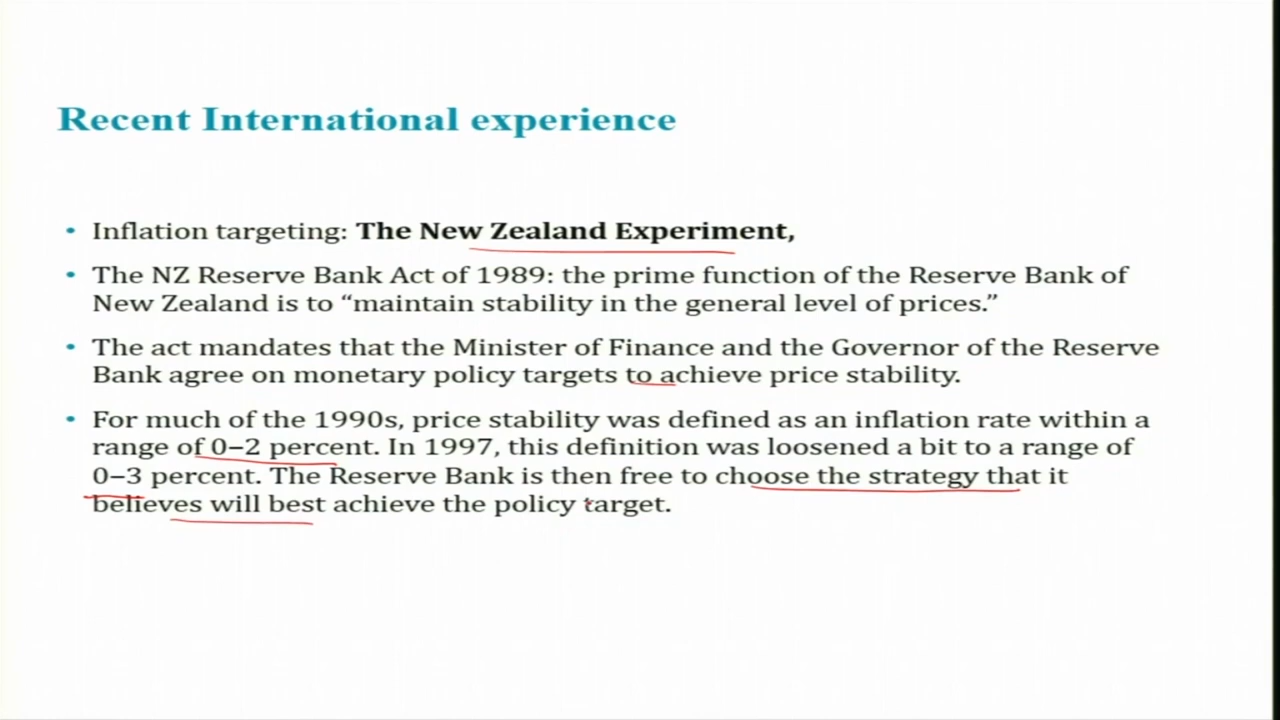 Recent International experience
• Inflation targeting: The New Zealand Experiment,
• The NZ Reserve Bank Act of 1989: the prime function of the Reserve Bank of
New Zealand is to “maintain stability in the general level of prices.”
• The act mandates that the Minister of Finance and the Governor of the Reserve
Bank agree on monetary policy targets to achieve price stability.
• For much of the 1990s, price stability was defined as an inflation rate within a
range of 0–2 percent. In 1997, this definition was loosened a bit to a range of
0–3 percent. The Reserve Bank is then free to choose the strategy that it
believes will best achieve the policy target.